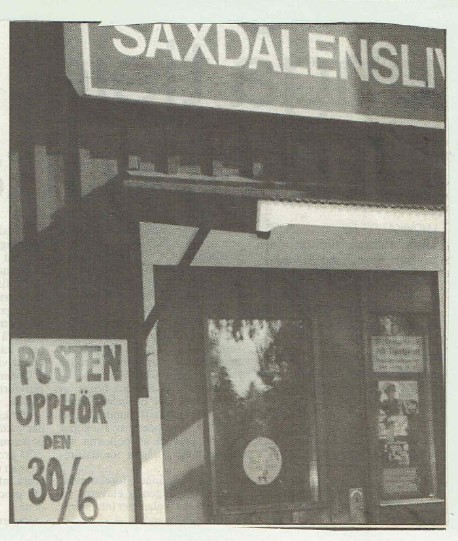 SAXDALENSLIV
POSTEN
UPPHÖR
DEN
30/6